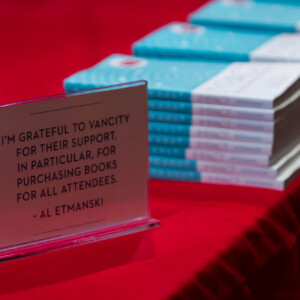 I'M GRATEFUL TO VANCITY
FOR THEIR SUPPORT.
IN PARTICULAR, FOR
PURCHASING BOOKS
FOR ALL ATTENDEES.
- AL ETMANSKI